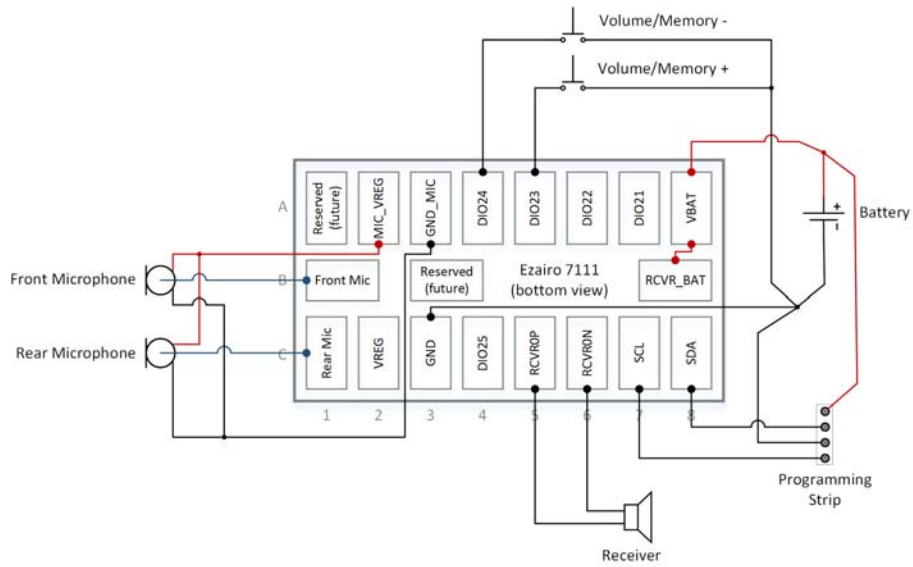 Volume/Memory -
Volume/Memory +
A
Reserved
(future)
MIC_VREG
GND_MIC
DIO24
DIO23
DIO22
DIO21
VBAT
+
Battery
-
Front Microphone
B
Front Mic
Reserved
(future)
Ezairo 7111
(bottom view)
RCVR_BAT
Rear Microphone
C
Rear Mic
VREG
GND
DIO25
RCVR0P
RCVR0N
SCL
SDA
1 2 3 4 5 6 7 8
Programming
Strip
Receiver